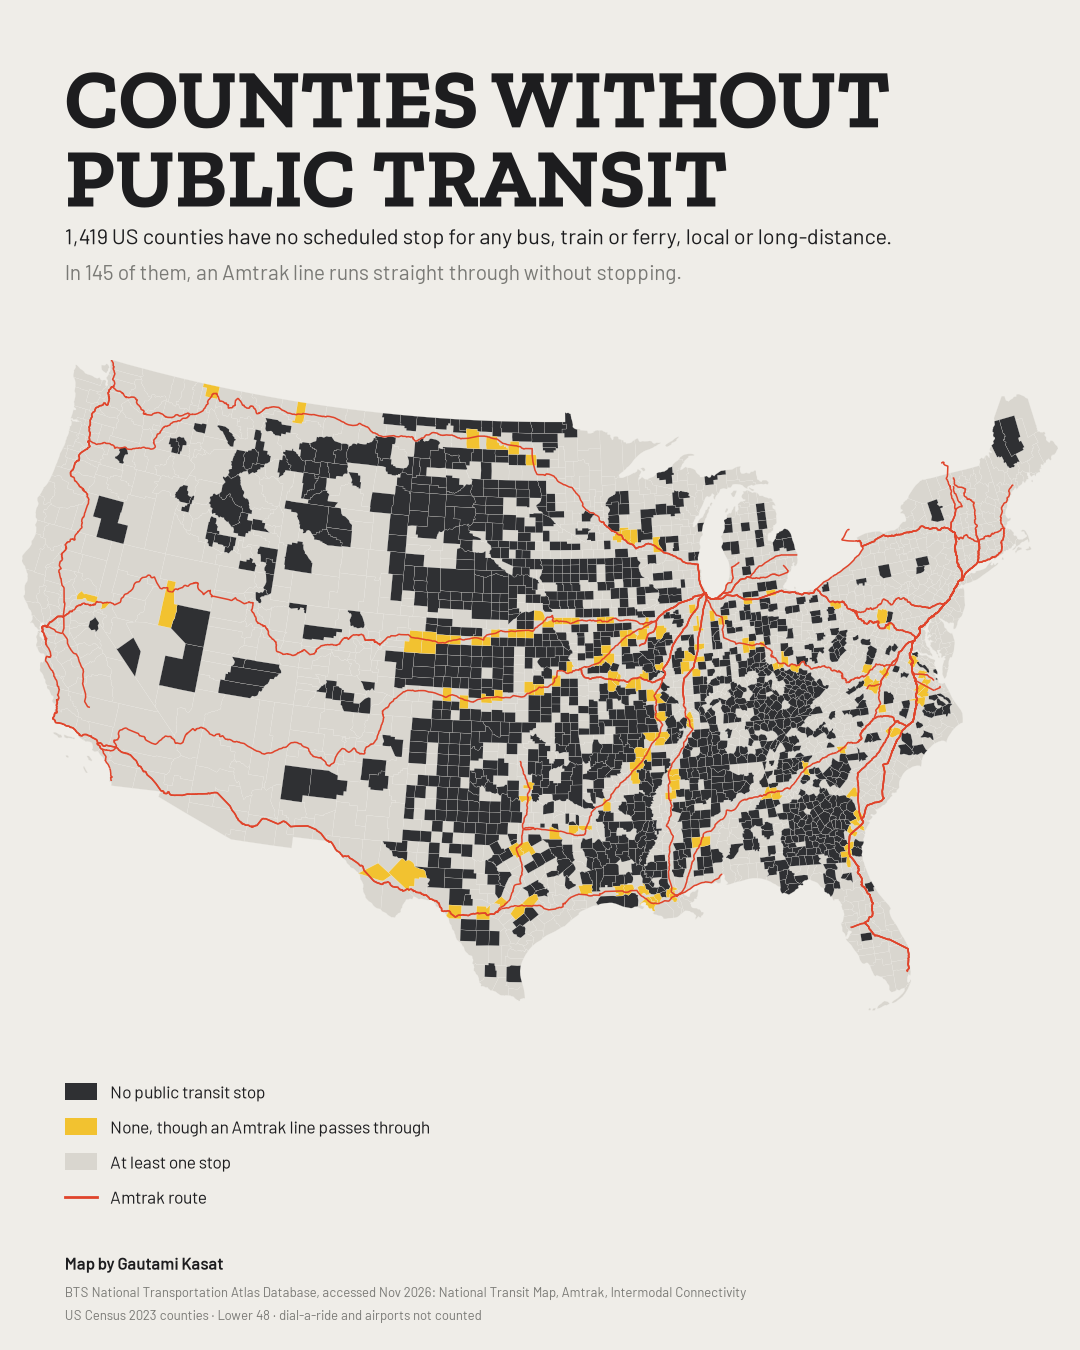 COUNTIES WITHOUT
PUBLIC TRANSIT
1,419 US counties have no scheduled stop for any bus, train or ferry, local or long-distance.
In 145 of them, an Amtrak line runs straight through without stopping.
No public transit stop
None, though an Amtrak line passes through
At least one stop
Amtrak route
Map by Gautami Kasat
BTS National Transportation Atlas Database, accessed Nov 2026: National Transit Map, Amtrak, Intermodal Connectivity
US Census 2023 counties · Lower 48 · dial-a-ride and airports not counted